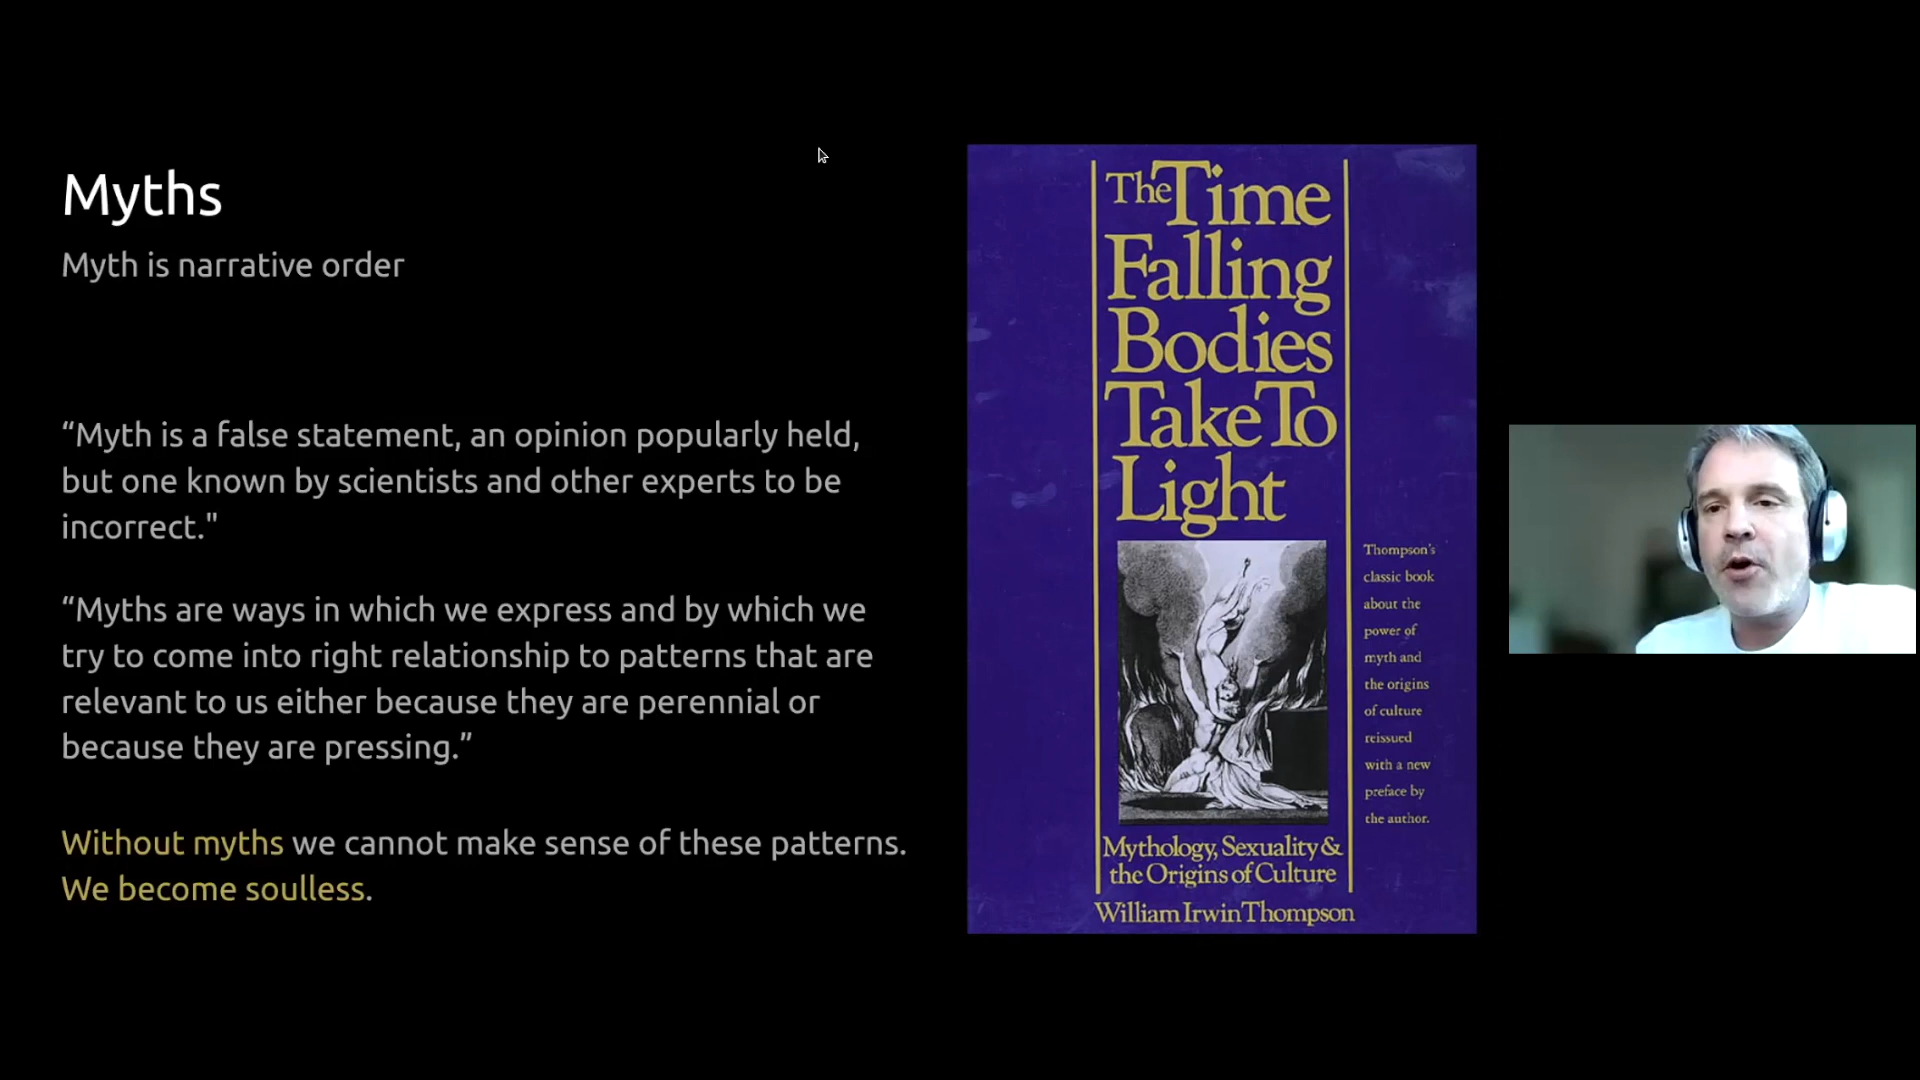 Myths
Myth is narrative order
“Myth is a false statement, an opinion popularly held,
but one known by scientists and other experts to be
incorrect."
“Myths are ways in which we express and by which we
try to come into right relationship to patterns that are
relevant to us either because they are perennial or
because they are pressing.”
Without myths we cannot make sense of these patterns.
We become soulless.
The Time
Falling
Bodies
Take To
Light
Thompson's
classic book
about the
power of
myth and
the origins
of culture
reissued
with a new
preface by
the author.
Mythology, Sexuality &
the Origins of Culture
William Irwin Thompson